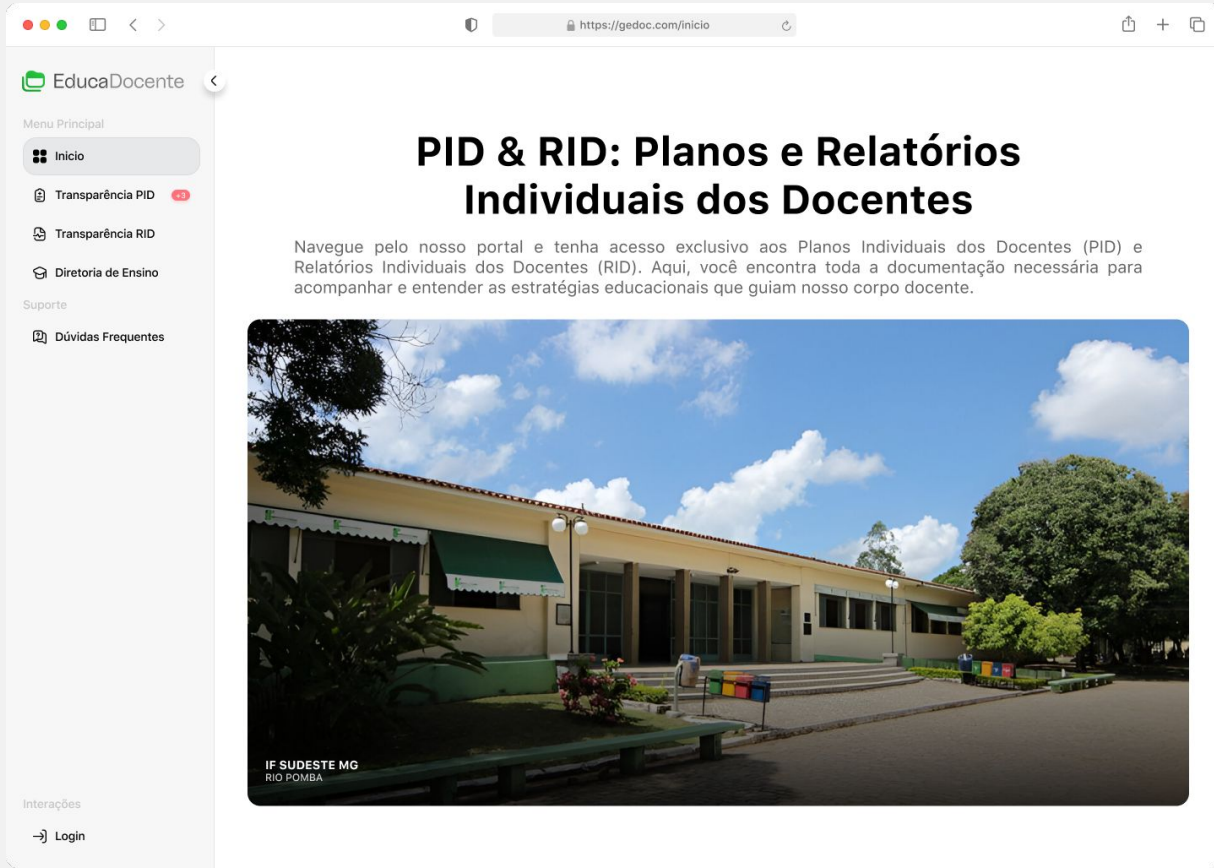 https://gedoc.com/inicio
EducaDocente
Menu Principal
Inicio
Transparência PID +3
Transparência RID
Diretoria de Ensino
Suporte
Dúvidas Frequentes
Interações
Login
PID & RID: Planos e Relatórios
Individuais dos Docentes
Navegue pelo nosso portal e tenha acesso exclusivo aos Planos Individuais dos Docentes (PID) e
Relatórios Individuais dos Docentes (RID). Aqui, você encontra toda a documentação necessária para
acompanhar e entender as estratégias educacionais que guiam nosso corpo docente.
IF SUDESTE MG
RIO POMBA